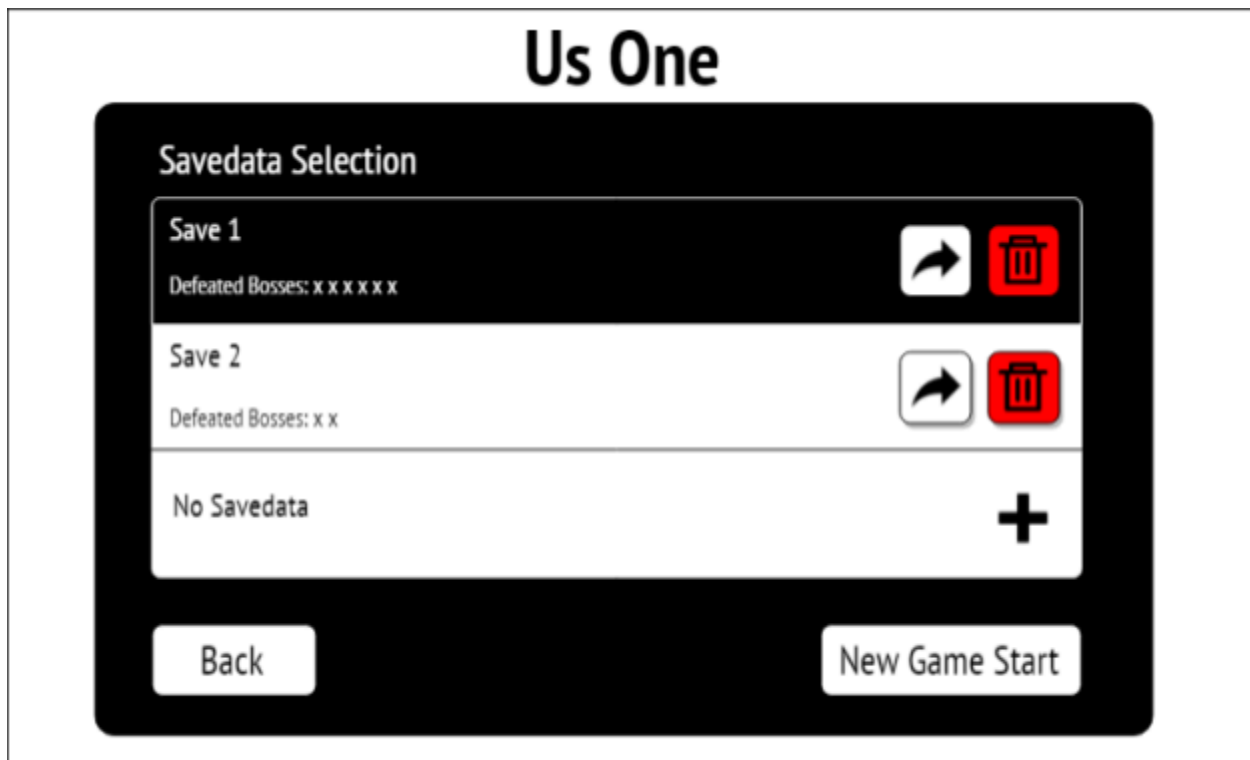 Us One
Savedata Selection
Save 1
Defeated Bosses: x x x x x x
Save 2
Defeated Bosses: x x
No Savedata
Back
New Game Start